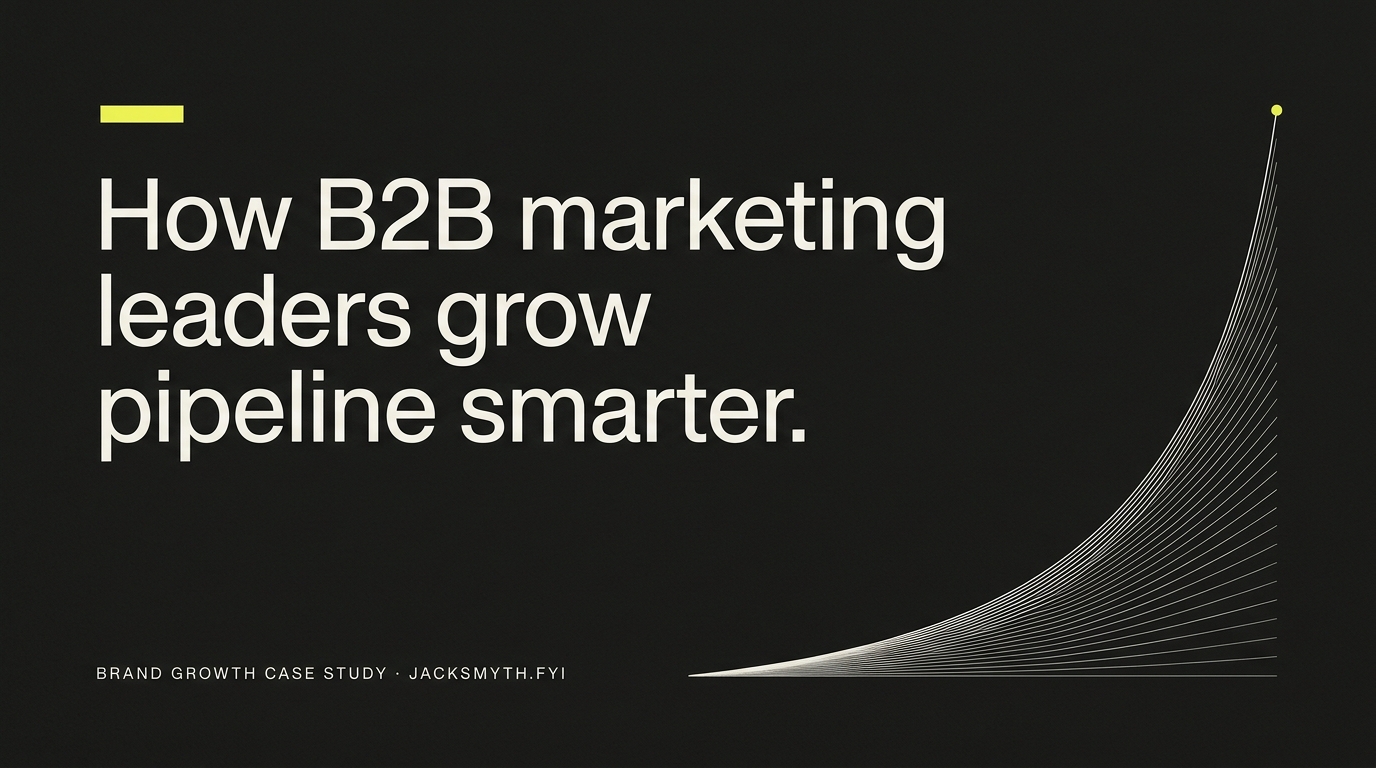 How B2B marketing
leaders grow
pipeline smarter.
BRAND GROWTH CASE STUDY · JACKSMYTH.FYI